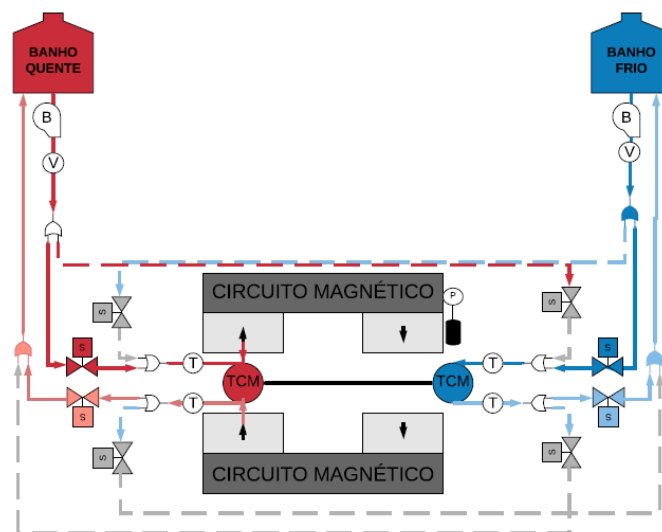 BANHO
QUENTE
BANHO
FRIO
B
B
V
V
CIRCUITO MAGNÉTICO
P
S
S
S
S
T
T
TCM
TCM
T
T
S
S
S
S
CIRCUITO MAGNÉTICO